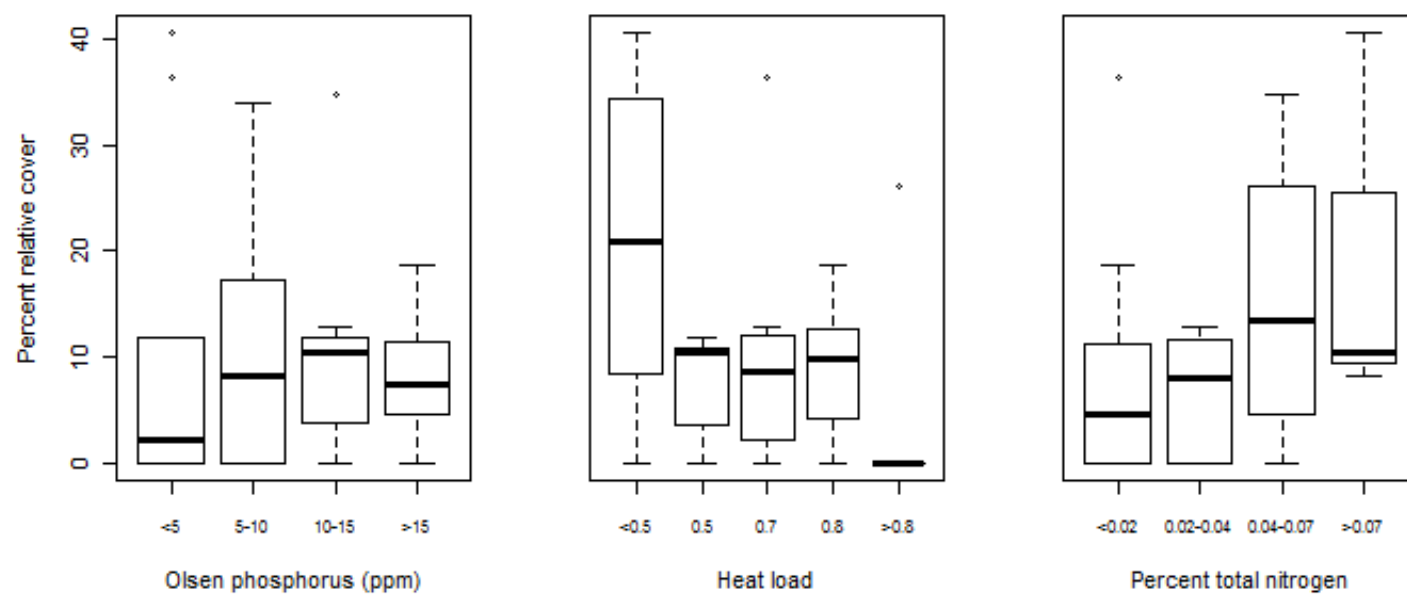 Percent relative cover
40
30
20
10
0
<5 5-10 10-15 >15
Olsen phosphorus (ppm)
<0.5 0.5 0.7 0.8 >0.8
Heat load
<0.02 0.02-0.04 0.04-0.07 >0.07
Percent total nitrogen